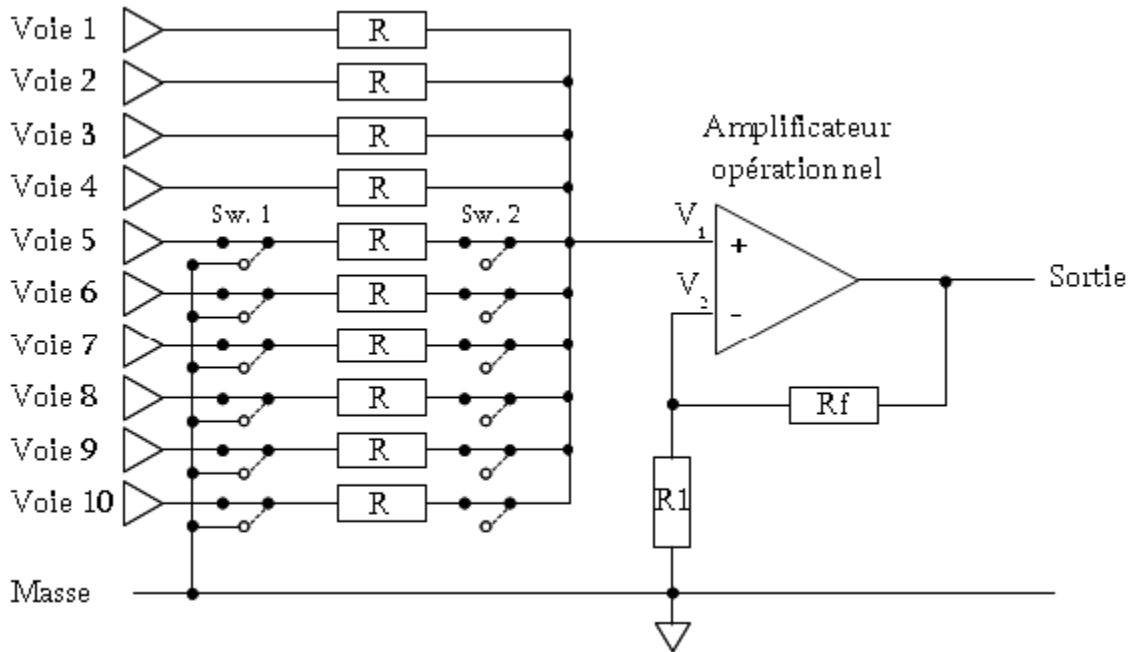 Voie 1
R
Voie 2
R
Voie 3
R
Voie 4
R
Sw. 1
Sw. 2
Voie 5
R
Voie 6
R
Voie 7
R
Voie 8
R
Voie 9
R
Voie 10
R
Masse
Amplificateur
opérationnel
V1
+
V2
-
Sortie
Rf
R1